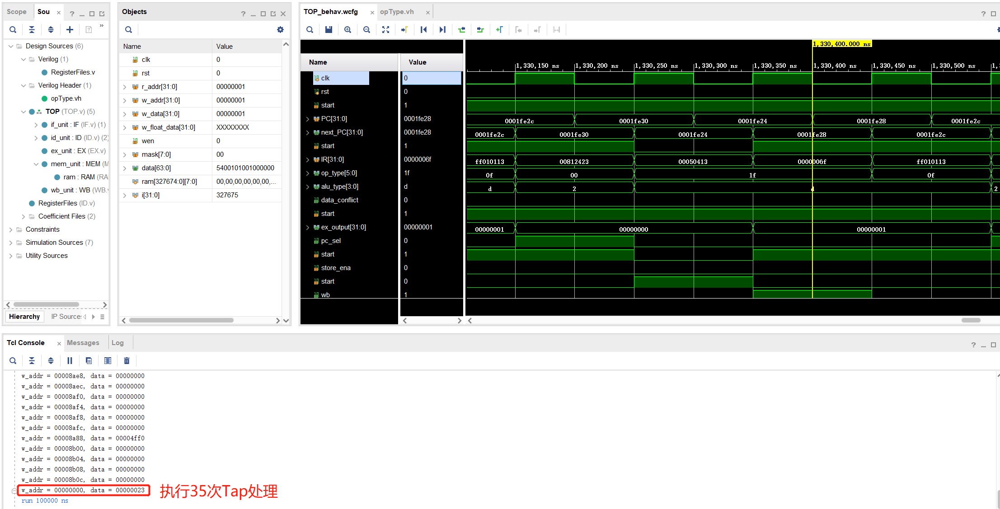 Scope
Sou
Objects
TOP_behav.wcfg
opType.vh
Design Sources (6)
Verilog (1)
RegisterFiles.v
Verilog Header (1)
opType.vh
TOP (TOP.v) (5)
if_unit : IF (IF.v) (1)
id_unit : ID (ID.v) (2)
ex_unit : EX (EX.v)
mem_unit : MEM (M
ram : RAM (RA
wb_unit : WB (WB.v
RegisterFiles (ID.v)
Coefficient Files (2)
Constraints
Simulation Sources (7)
Utility Sources
Hierarchy
IP Sources
Name Value
clk 0
rst 0
r_addr[31:0] 00000001
w_addr[31:0] 00000001
w_data[31:0] 00000001
w_float_data[31:0] XXXXXXXX
wen 0
mask[7:0] 00
data[63:0] 5400101001000000
ram[327674:0][7:0] 00,00,00,00,00,00,...
i[31:0] 327675
1,330,400.000 ns
Name Value
1,330,150 ns 1,330,200 ns 1,330,250 ns 1,330,300 ns 1,330,350 ns 1,330,400 ns 1,330,450 ns 1,330,500 ns
clk 0
rst 0
start 1
PC[31:0] 0001fe28 0001fe2c 0001fe30 0001fe24 0001fe28 0001fe2c
next_PC[31:0] 0001fe28 0001fe2c 0001fe30 0001fe24 0001fe28 0001fe2c
start 1
IR[31:0] 0000006f ff010113 00812423 00050413 0000006f ff010113
op_type[5:0] 1f 0f 00 1f 0f
alu_type[3:0] d d 2 d 2
data_conflict 0
start 1
ex_output[31:0] 00000001 00000001 00000000 00000001
pc_sel 0
start 1
store_ena 0
start 0
wb 1
Tcl Console
Messages
Log
w_addr = 00008ae8, data = 00000000
w_addr = 00008aec, data = 00000000
w_addr = 00008af0, data = 00000000
w_addr = 00008af4, data = 00000000
w_addr = 00008af8, data = 00000000
w_addr = 00008afc, data = 00000000
w_addr = 00008a88, data = 00004ff0
w_addr = 00008b00, data = 00000000
w_addr = 00008b04, data = 00000000
w_addr = 00008b08, data = 00000000
w_addr = 00008b0c, data = 00000000
w_addr = 00000000, data = 00000023
执行35次Tap处理
run 100000 ns